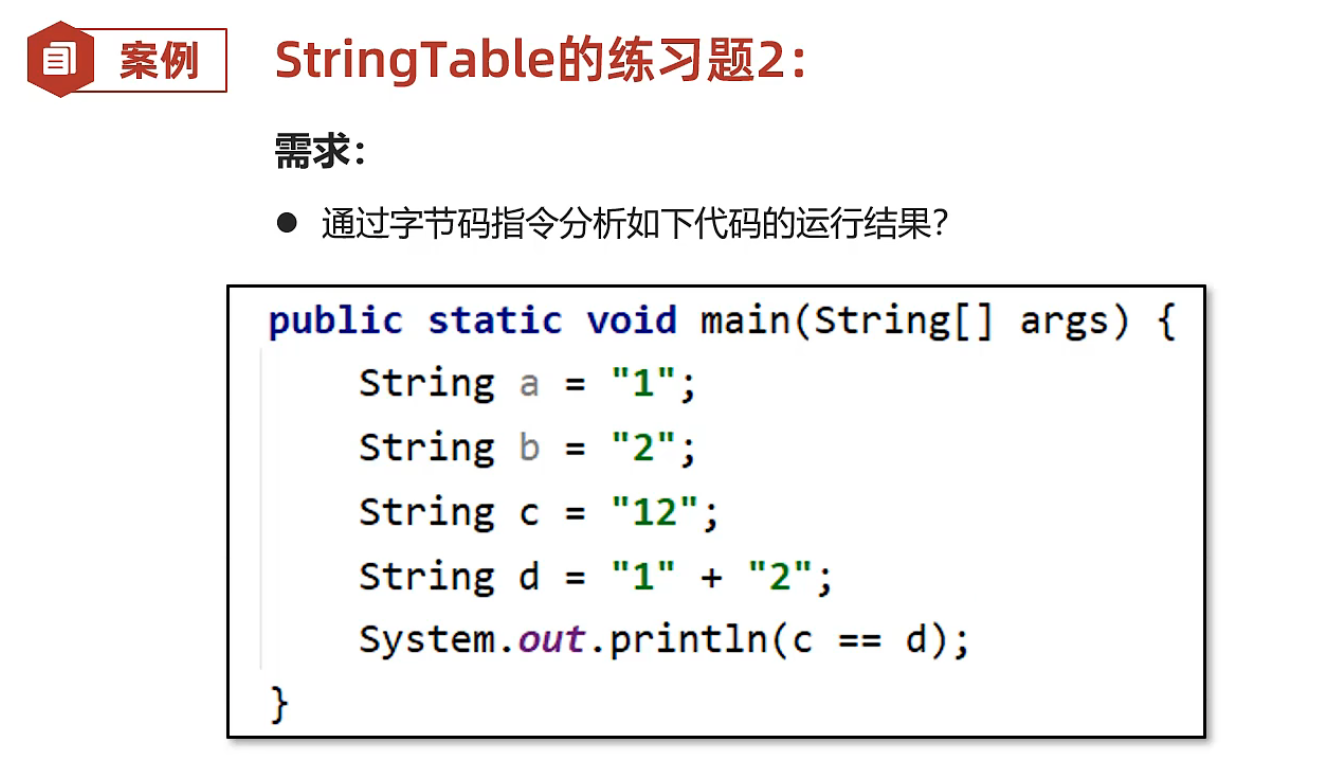 案例
StringTable的练习题2：
需求：
● 通过字节码指令分析如下代码的运行结果？
public static void main(String[] args) {
    String a = "1";
    String b = "2";
    String c = "12";
    String d = "1" + "2";
    System.out.println(c == d);
}